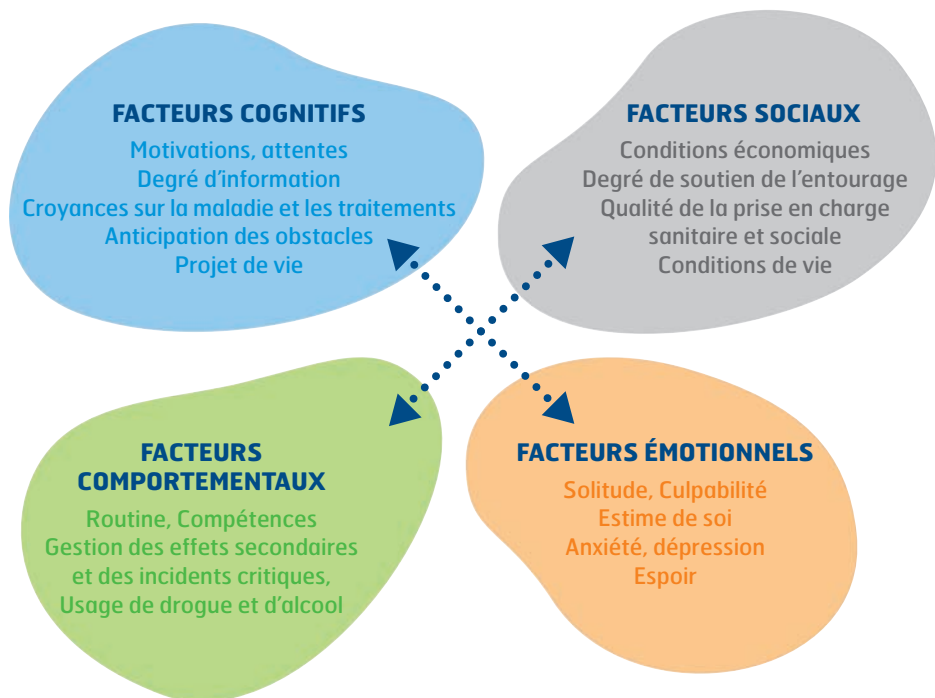 FACTEURS COGNITIFS
Motivations, attentes
Degré d'information
Croyances sur la maladie et les traitements
Anticipation des obstacles
Projet de vie
FACTEURS SOCIAUX
Conditions économiques
Degré de soutien de l'entourage
Qualité de la prise en charge
sanitaire et sociale
Conditions de vie
FACTEURS
COMPORTEMENTAUX
Routine, Compétences
Gestion des effets secondaires
et des incidents critiques,
Usage de drogue et d'alcool
FACTEURS ÉMOTIONNELS
Solitude, Culpabilité
Estime de soi
Anxiété, dépression
Espoir